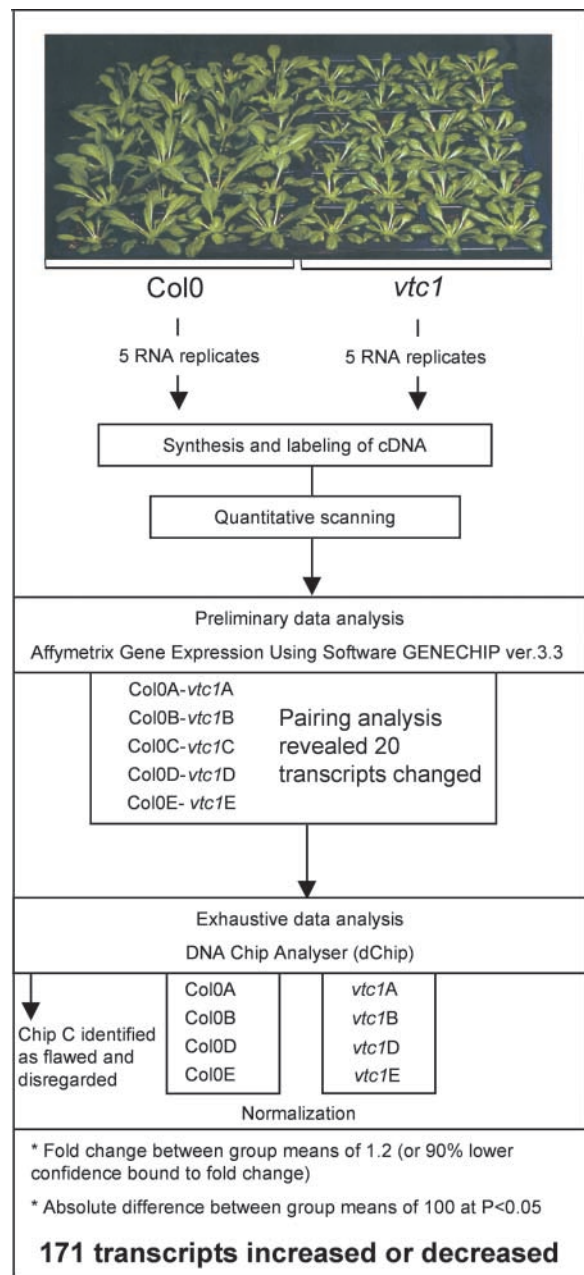 Col0
vtc1
5 RNA replicates
5 RNA replicates
Synthesis and labeling of cDNA
Quantitative scanning
Preliminary data analysis
Affymetrix Gene Expression Using Software GENECHIP ver.3.3
Col0A-vtc1A
Col0B-vtc1B
Col0C-vtc1C
Col0D-vtc1D
Col0E- vtc1E
Pairing analysis
revealed 20
transcripts changed
Exhaustive data analysis
DNA Chip Analyser (dChip)
Chip C identified
as flawed and
disregarded
Col0A
Col0B
Col0D
Col0E
vtc1A
vtc1B
vtc1D
vtc1E
Normalization
* Fold change between group means of 1.2 (or 90% lower
confidence bound to fold change)
* Absolute difference between group means of 100 at P<0.05
171 transcripts increased or decreased